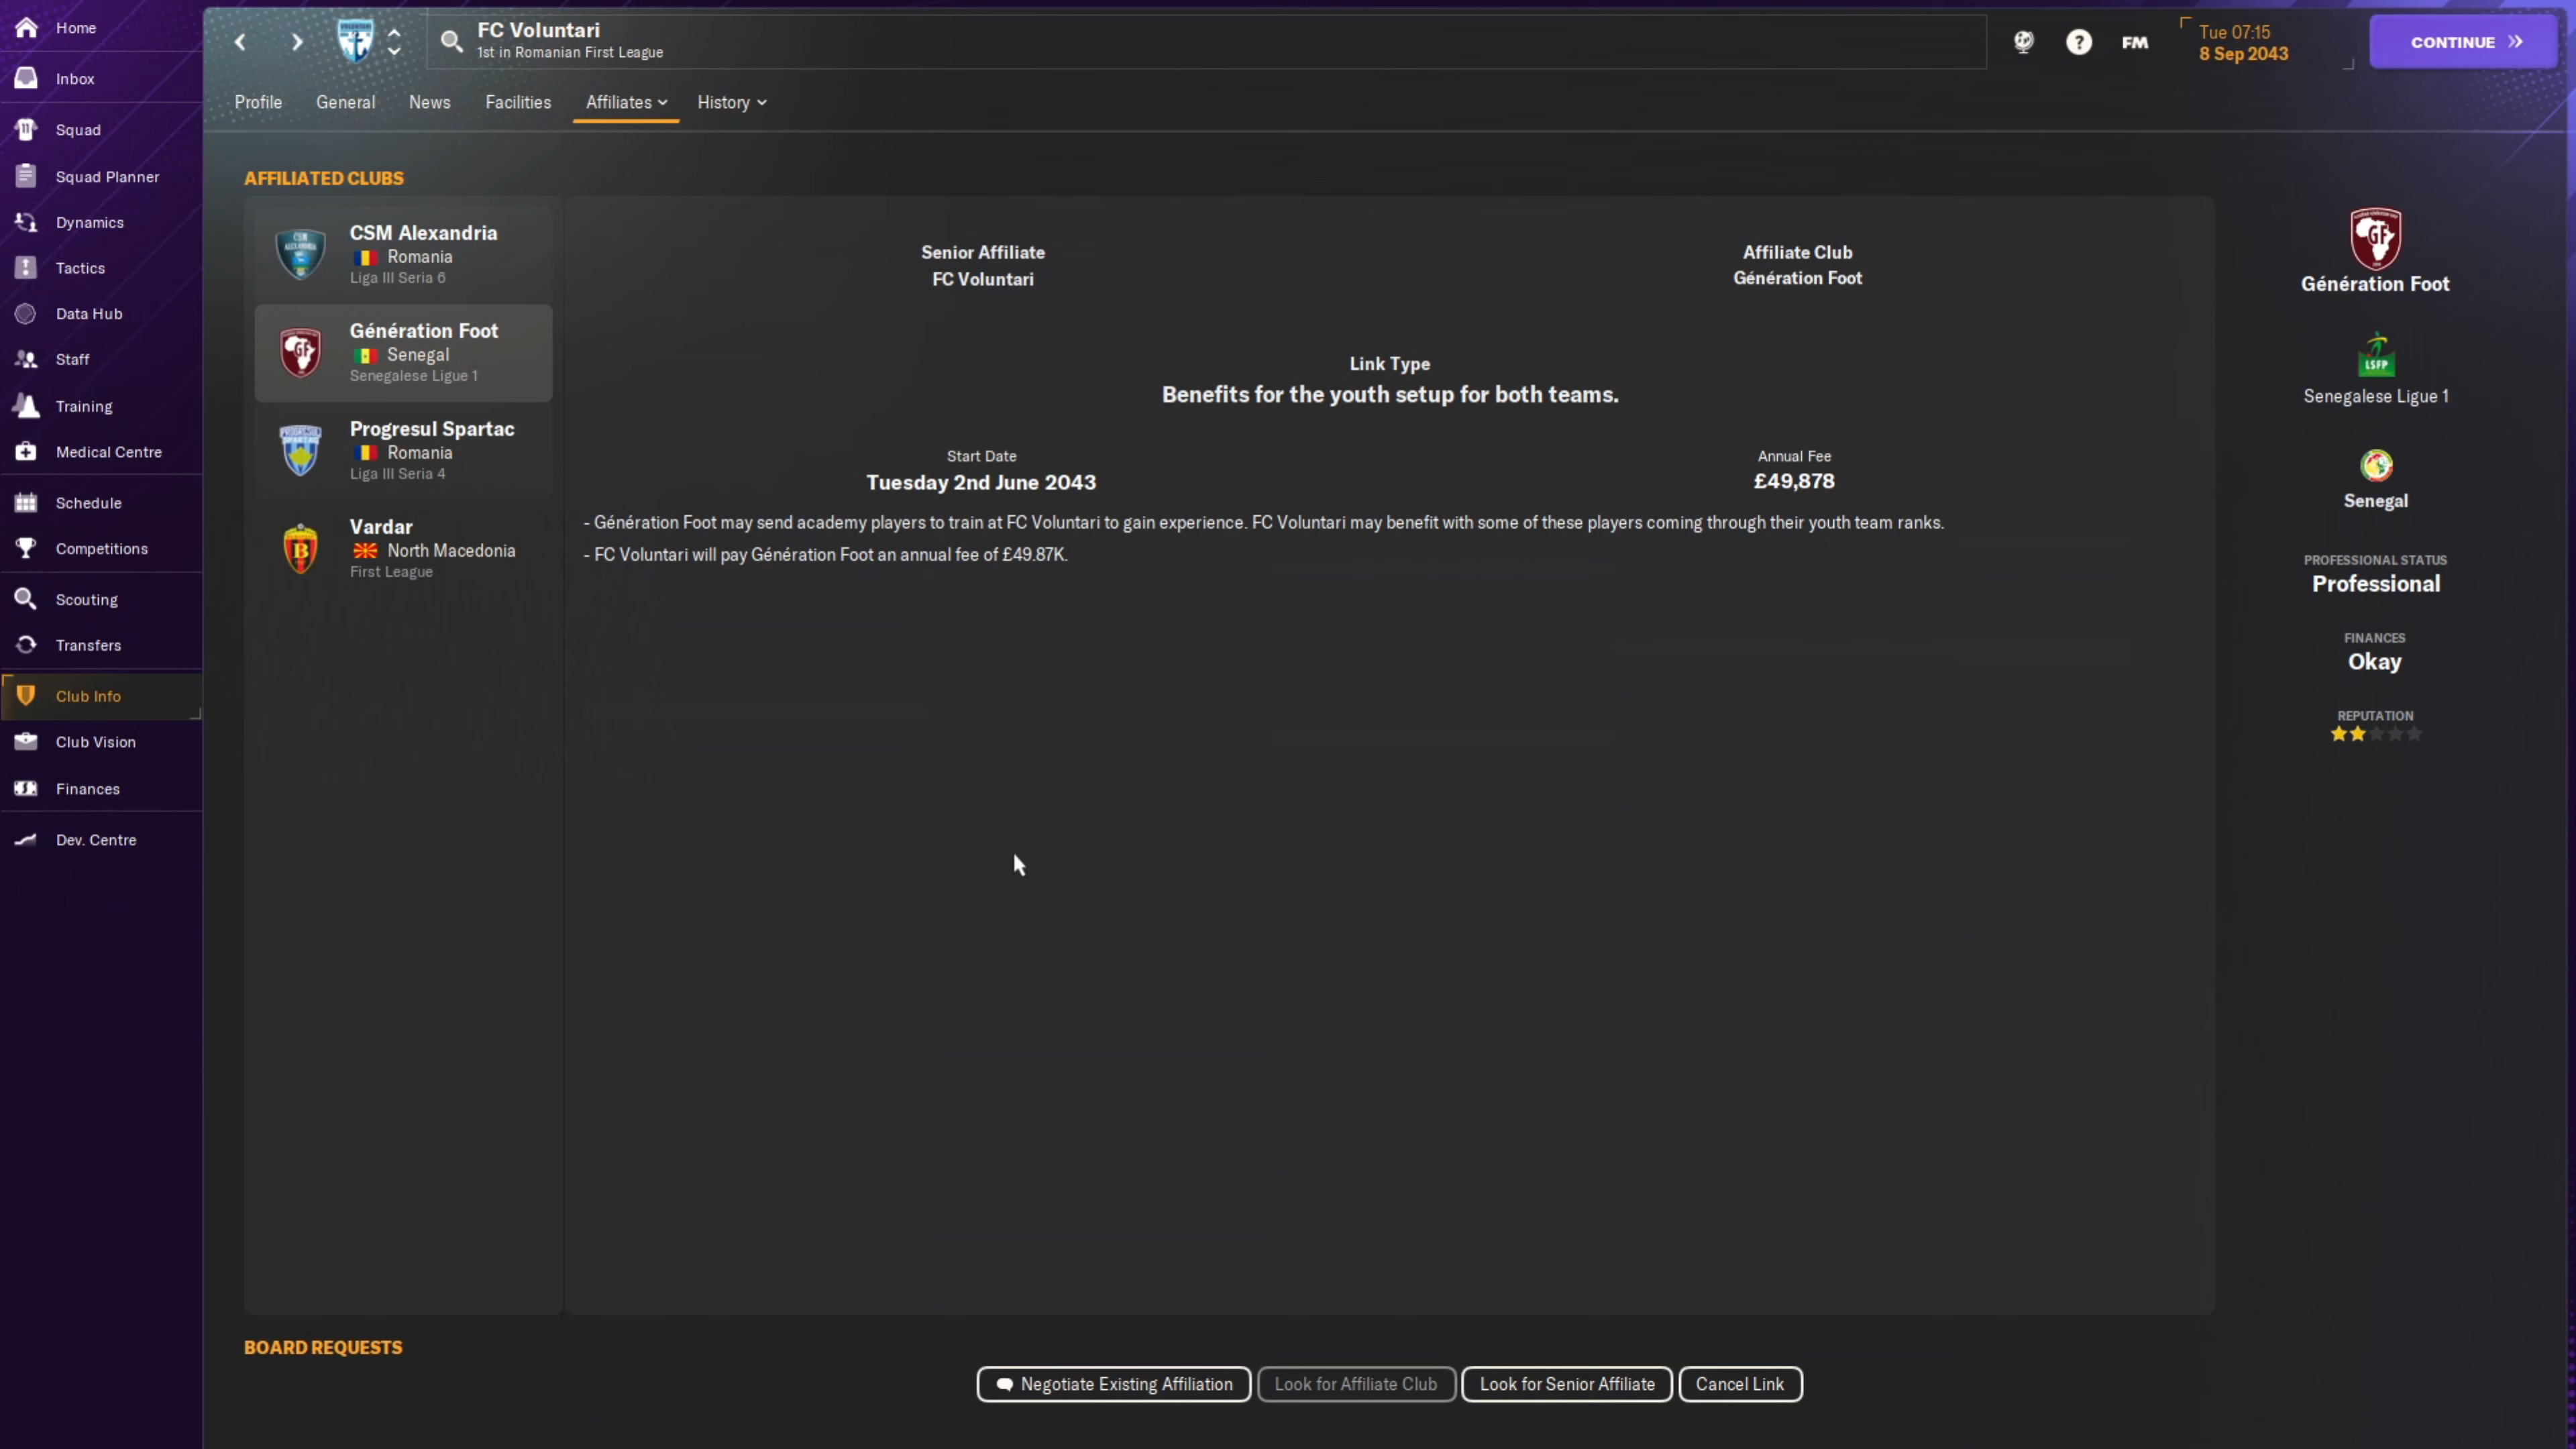 Home
Inbox
Squad
Squad Planner
Dynamics
Tactics
Data Hub
Staff
Training
Medical Centre
Schedule
Competitions
Scouting
Transfers
Club Info
Club Vision
Finances
Dev. Centre
FC Voluntari
1st in Romanian First League
?
FM
Tue 07:15
8 Sep 2043
CONTINUE
Profile
General
News
Facilities
Affiliates
History
AFFILIATED CLUBS
CSM Alexandria
Romania
Liga III Seria 6
Génération Foot
Senegal
Senegalese Ligue 1
Progresul Spartac
Romania
Liga III Seria 4
Vardar
North Macedonia
First League
Senior Affiliate
FC Voluntari
Affiliate Club
Génération Foot
Link Type
Benefits for the youth setup for both teams.
Start Date
Tuesday 2nd June 2043
Annual Fee
£49,878
- Génération Foot may send academy players to train at FC Voluntari to gain experience. FC Voluntari may benefit with some of these players coming through their youth team ranks.
- FC Voluntari will pay Génération Foot an annual fee of £49.87K.
GF
Génération Foot
LSFP
Senegalese Ligue 1
Senegal
PROFESSIONAL STATUS
Professional
FINANCES
Okay
REPUTATION
BOARD REQUESTS
Negotiate Existing Affiliation
Look for Affiliate Club
Look for Senior Affiliate
Cancel Link